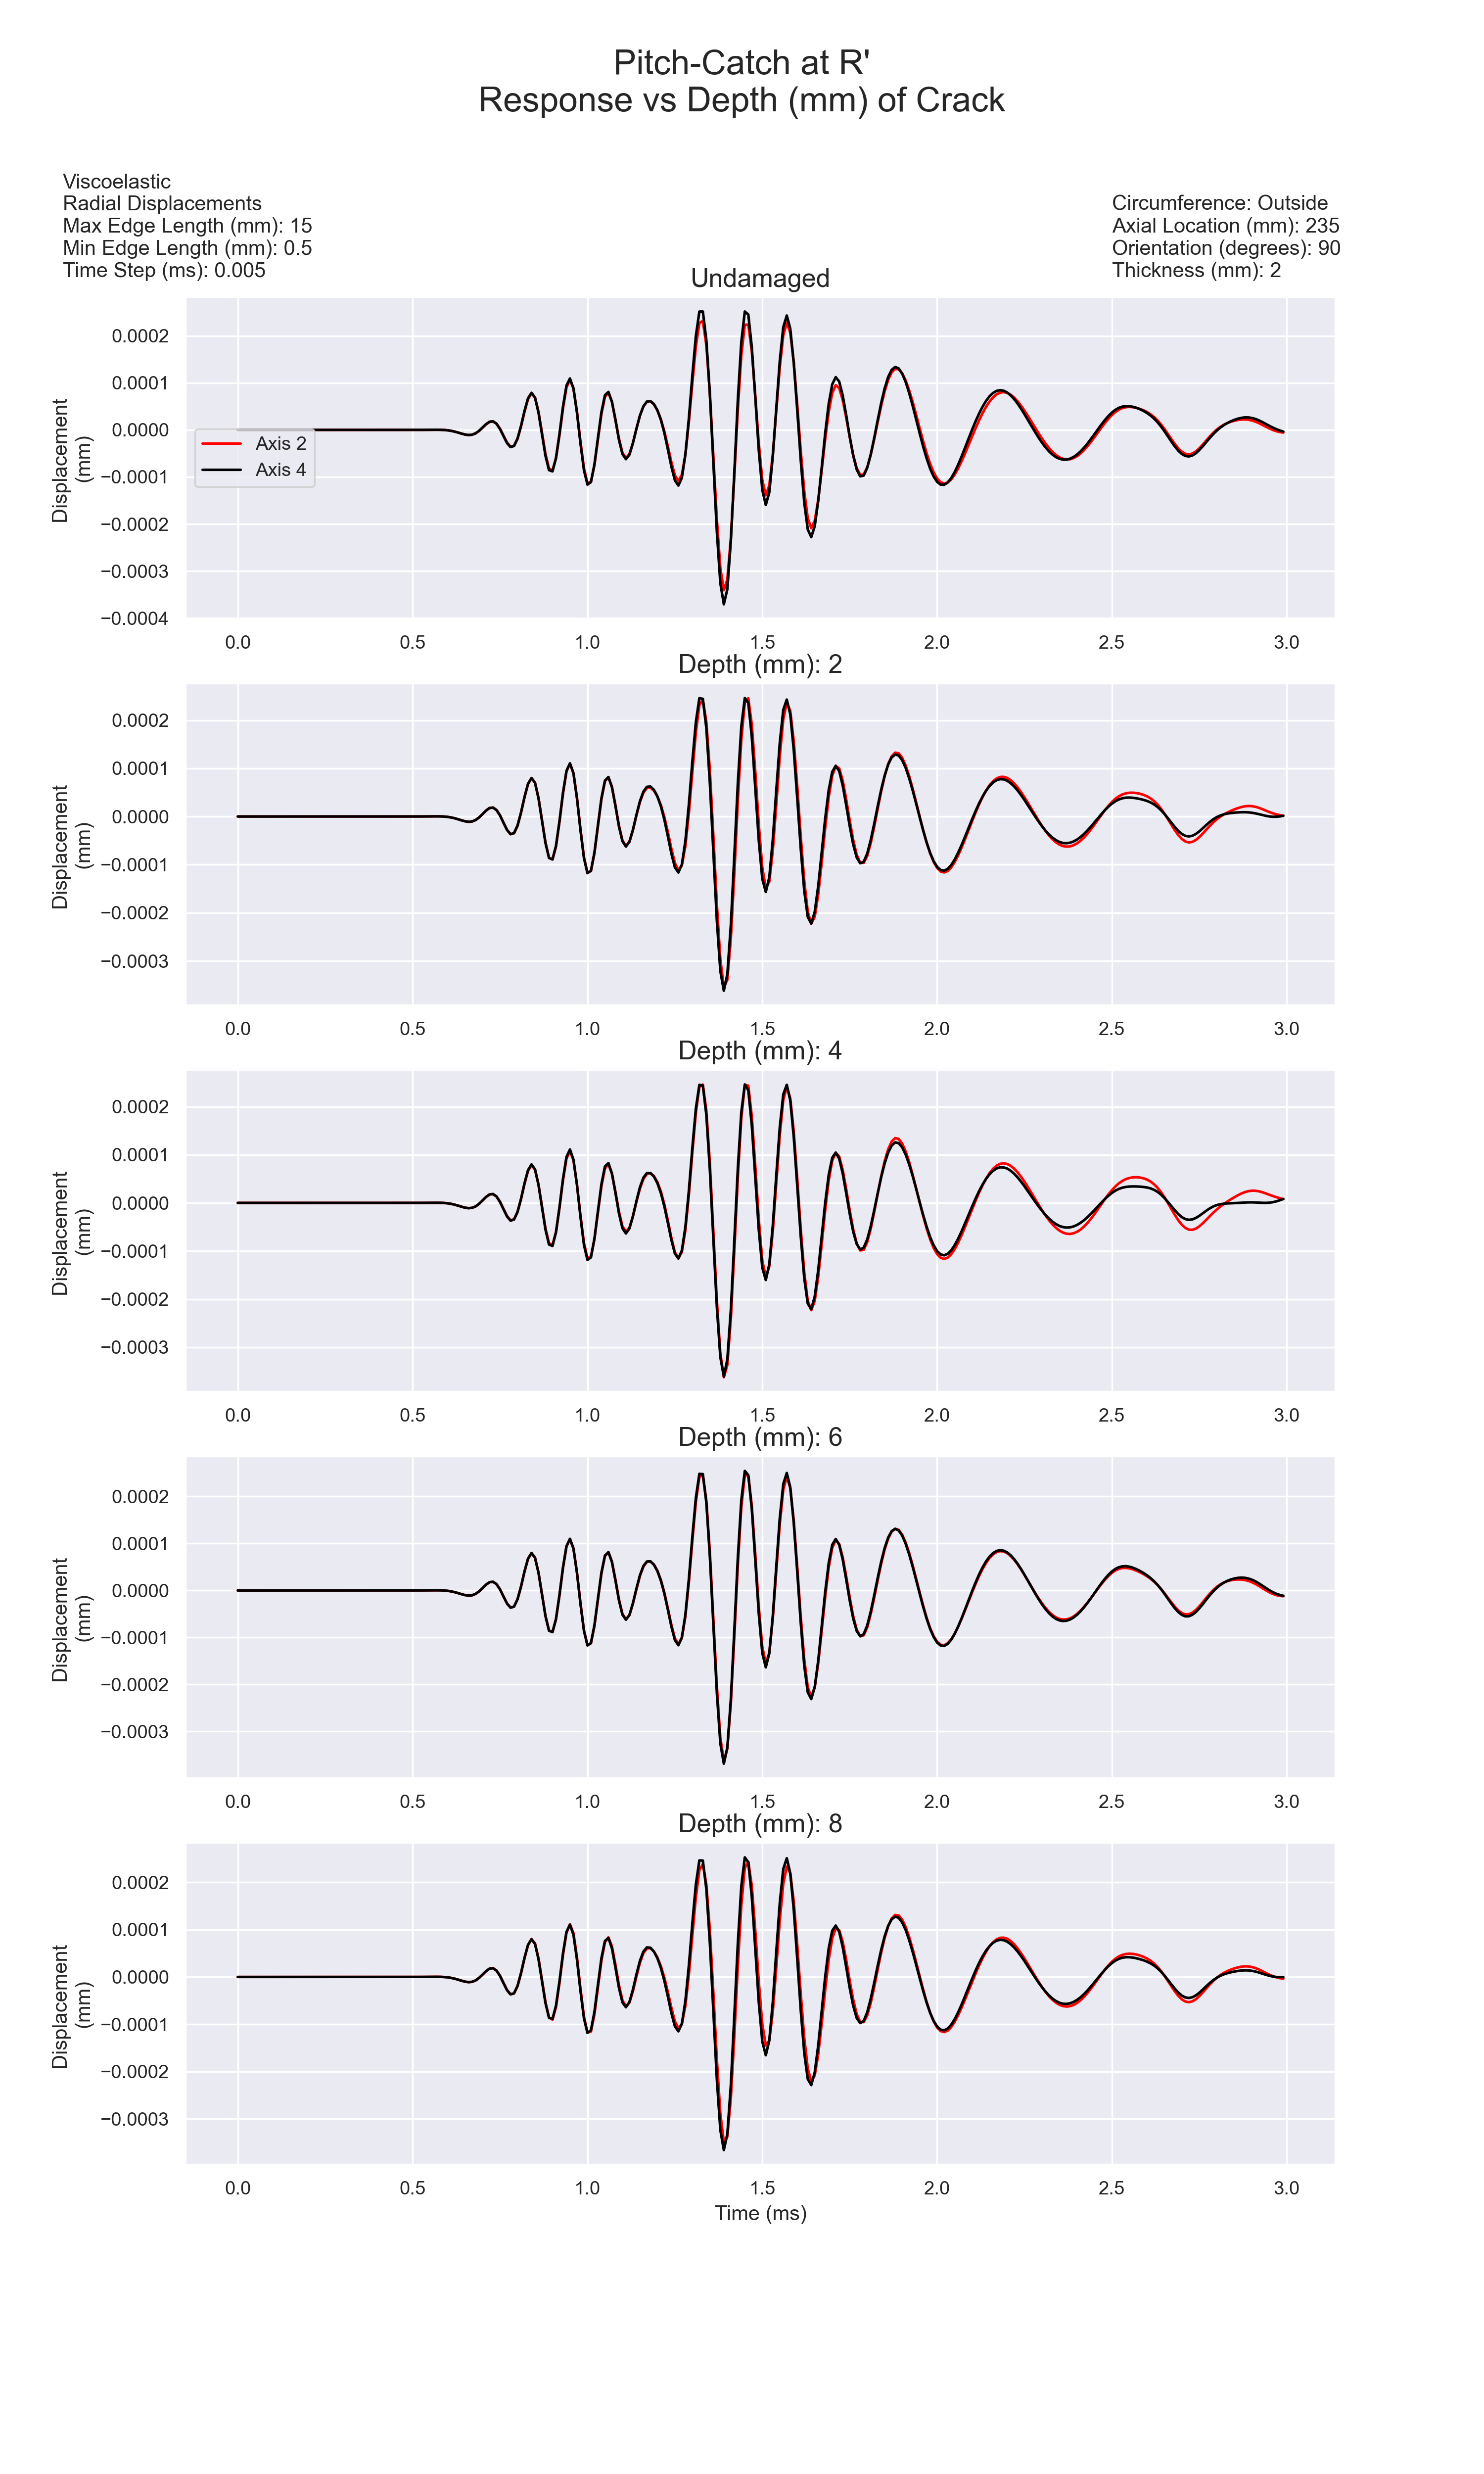 Pitch-Catch at R'
Response vs Depth (mm) of Crack
Viscoelastic
Radial Displacements
Max Edge Length (mm): 15
Min Edge Length (mm): 0.5
Time Step (ms): 0.005
Circumference: Outside
Axial Location (mm): 235
Orientation (degrees): 90
Thickness (mm): 2
Undamaged
0.0002
0.0001
0.0000
−0.0001
−0.0002
−0.0003
−0.0004
Displacement
(mm)
Axis 2
Axis 4
0.0 0.5 1.0 1.5 2.0 2.5 3.0
Depth (mm): 2
0.0002
0.0001
0.0000
−0.0001
−0.0002
−0.0003
Displacement
(mm)
0.0 0.5 1.0 1.5 2.0 2.5 3.0
Depth (mm): 4
0.0002
0.0001
0.0000
−0.0001
−0.0002
−0.0003
Displacement
(mm)
0.0 0.5 1.0 1.5 2.0 2.5 3.0
Depth (mm): 6
0.0002
0.0001
0.0000
−0.0001
−0.0002
−0.0003
Displacement
(mm)
0.0 0.5 1.0 1.5 2.0 2.5 3.0
Depth (mm): 8
0.0002
0.0001
0.0000
−0.0001
−0.0002
−0.0003
Displacement
(mm)
0.0 0.5 1.0 1.5 2.0 2.5 3.0
Time (ms)